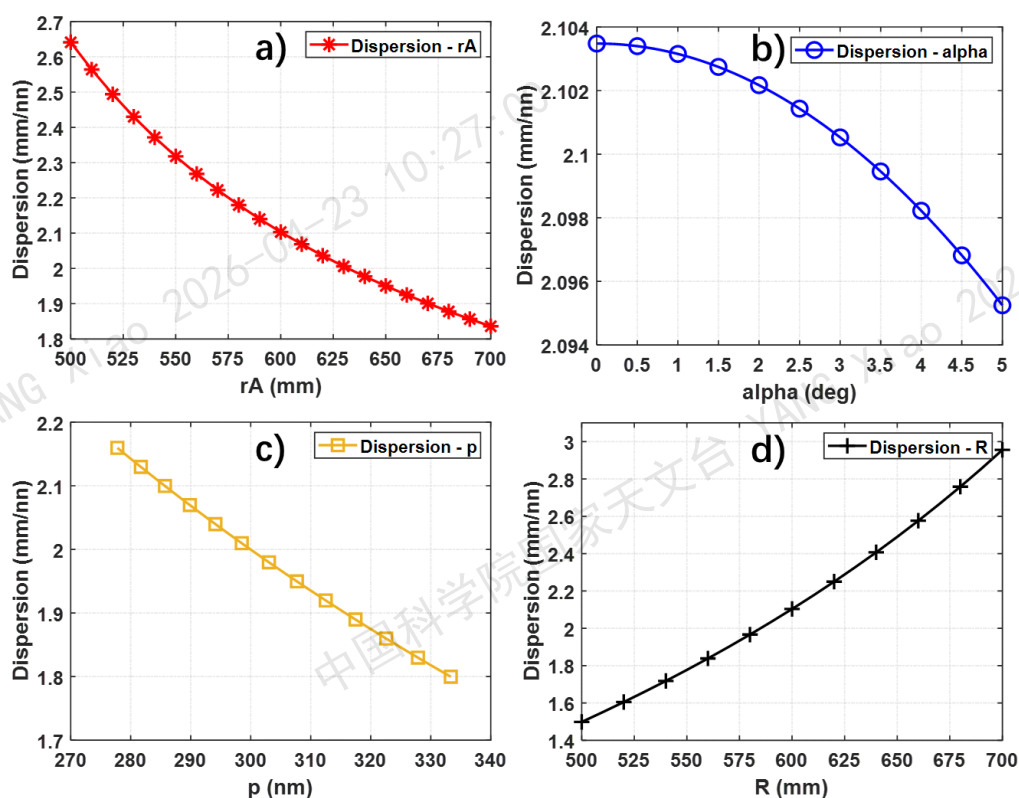 a)
Dispersion - rA
2.7
2.6
2.5
2.4
2.3
2.2
2.1
2
1.9
1.8
500 525 550 575 600 625 650 675 700
rA (mm)
Dispersion (mm/nn)
b)
Dispersion - alpha
2.104
2.102
2.1
2.098
2.096
2.094
0 0.5 1 1.5 2 2.5 3 3.5 4 4.5 5
alpha (deg)
Dispersion (mm/nn)
c)
Dispersion - p
2.2
2.1
2
1.9
1.8
1.7
270 280 290 300 310 320 330 340
p (nm)
Dispersion (mm/nn)
d)
Dispersion - R
3
2.8
2.6
2.4
2.2
2
1.8
1.6
1.4
500 525 550 575 600 625 650 675 700
R (mm)
Dispersion (mm/nn)
YANG Xiao 2026-04-23 10:27:00
中国科学院国家天文台 YANG Xiao 202